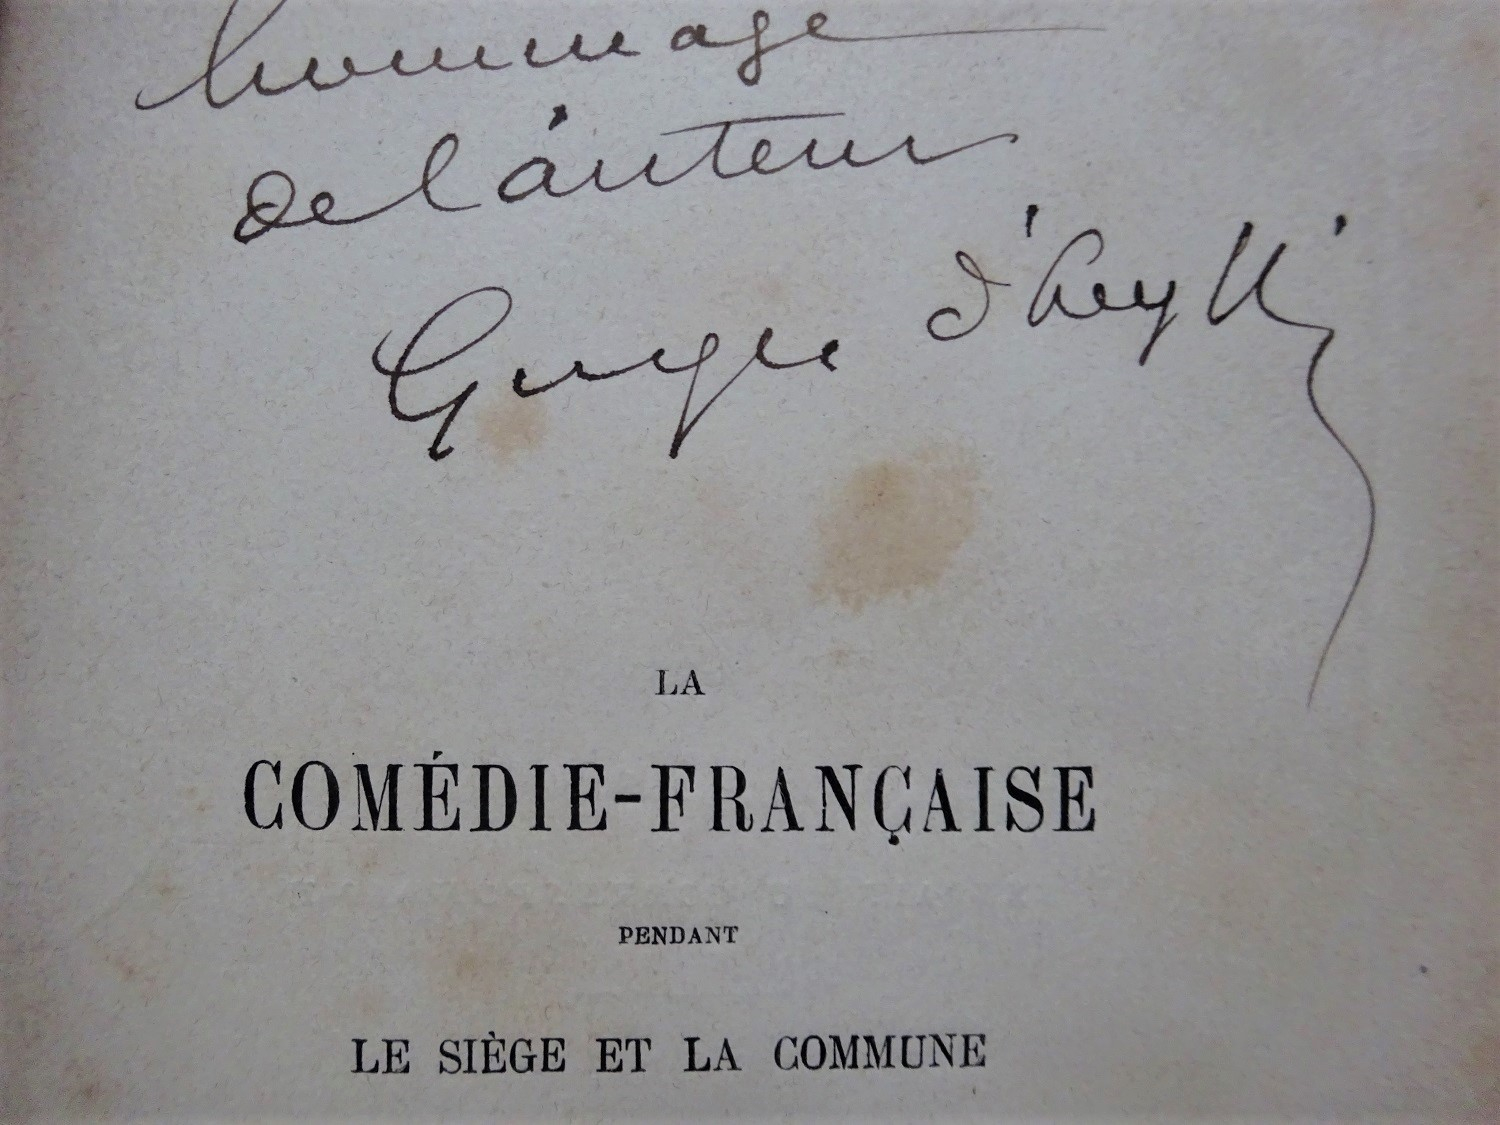 hommage
de l'auteur
Georges d'heylli
LA
COMÉDIE-FRANÇAISE
PENDANT
LE SIÈGE ET LA COMMUNE